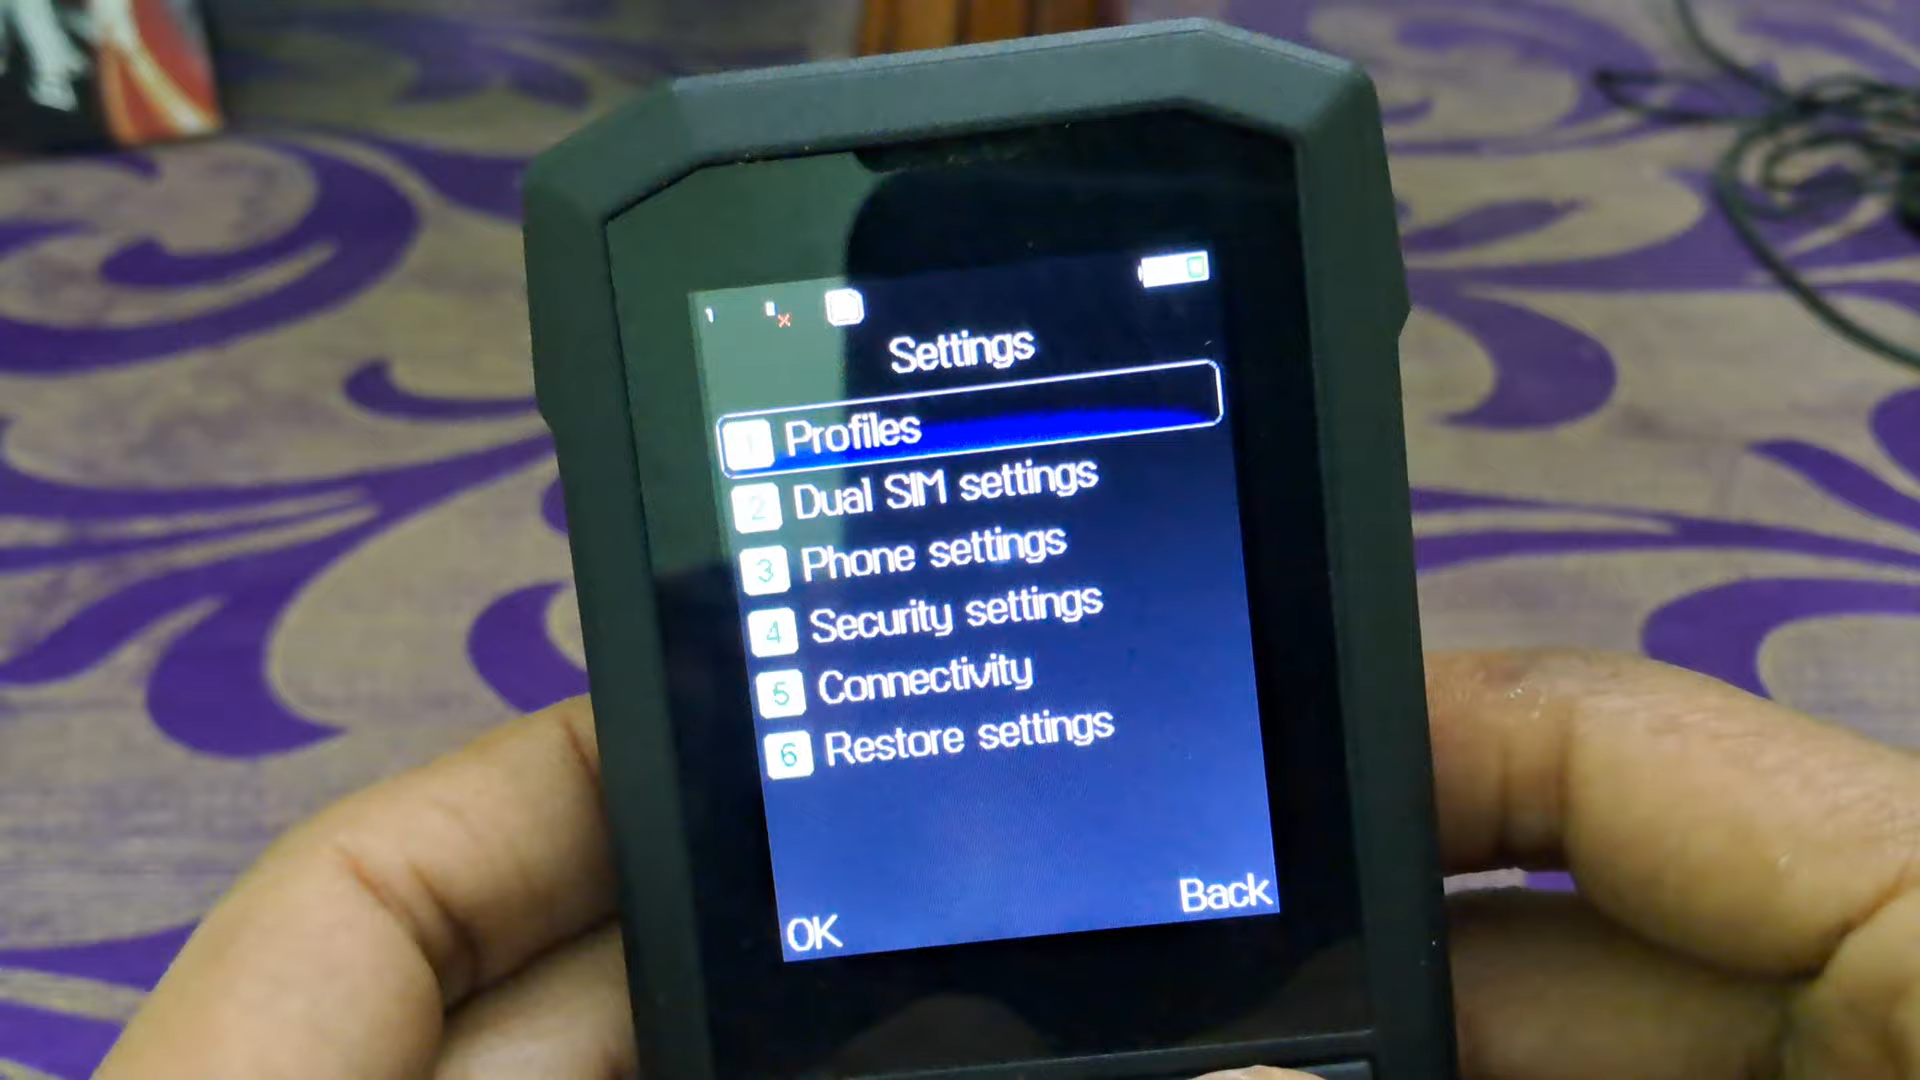 Settings
1 Profiles
2 Dual SIM settings
3 Phone settings
4 Security settings
5 Connectivity
6 Restore settings
OK
Back